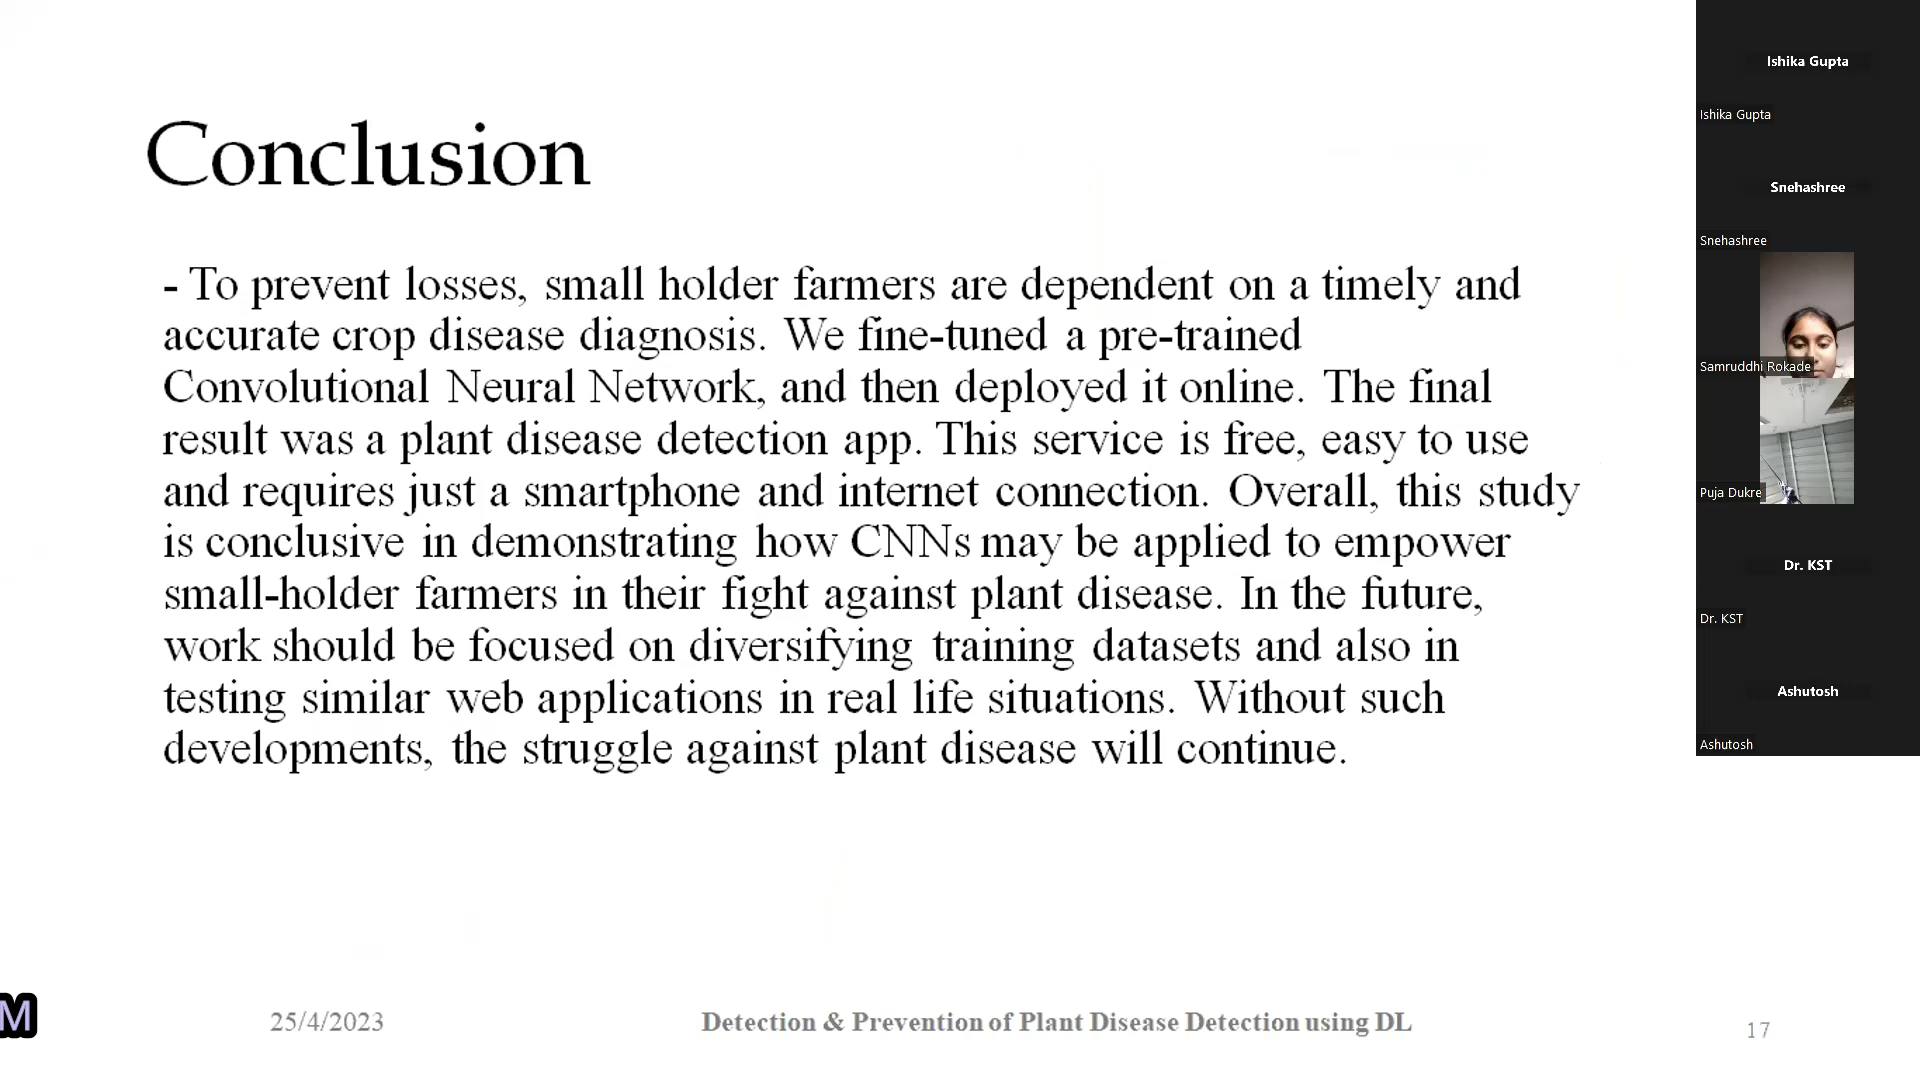 Conclusion
- To prevent losses, small holder farmers are dependent on a timely and
accurate crop disease diagnosis. We fine-tuned a pre-trained
Convolutional Neural Network, and then deployed it online. The final
result was a plant disease detection app. This service is free, easy to use
and requires just a smartphone and internet connection. Overall, this study
is conclusive in demonstrating how CNNs may be applied to empower
small-holder farmers in their fight against plant disease. In the future,
work should be focused on diversifying training datasets and also in
testing similar web applications in real life situations. Without such
developments, the struggle against plant disease will continue.
M
25/4/2023
Detection & Prevention of Plant Disease Detection using DL
17
Ishika Gupta
Ishika Gupta
Snehashree
Snehashree
Samruddhi Rokade
Puja Dukre
Dr. KST
Dr. KST
Ashutosh
Ashutosh